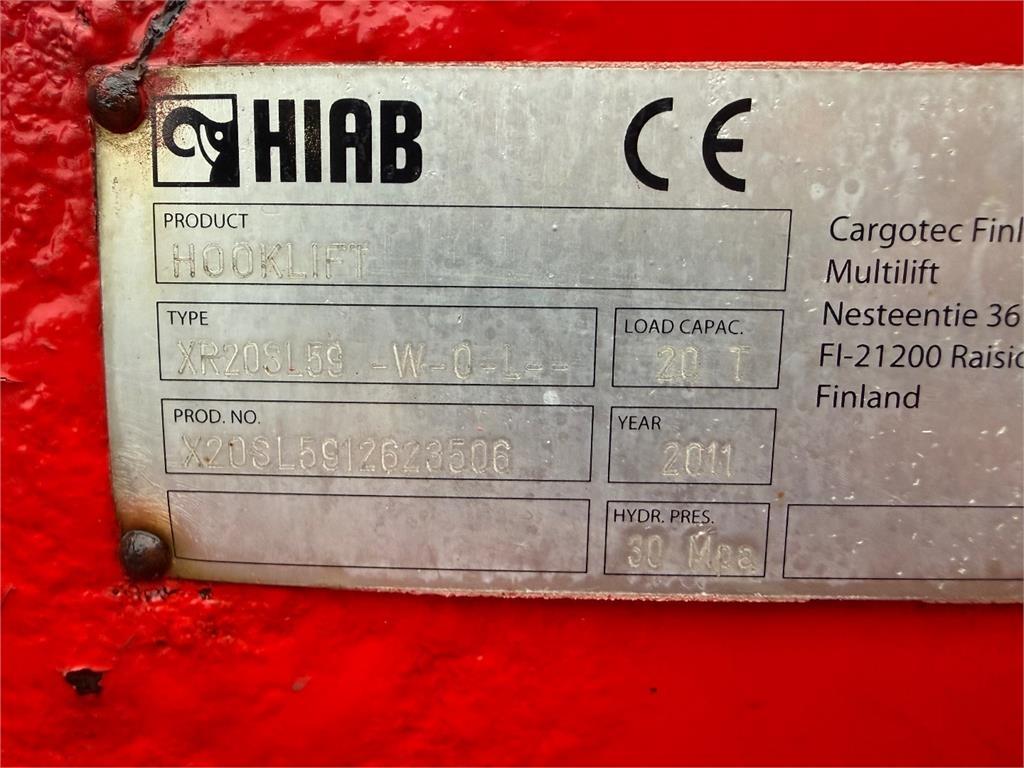 HIAB
CE
PRODUCT
HOOKLIFT
TYPE
XR20SL59 -W-0-L--
LOAD CAPAC.
20 T
PROD. NO.
X20SL5912623506
YEAR
2011
HYDR. PRES.
30 Mpa
Cargotec Finl
Multilift
Nesteentie 36
FI-21200 Raisio
Finland